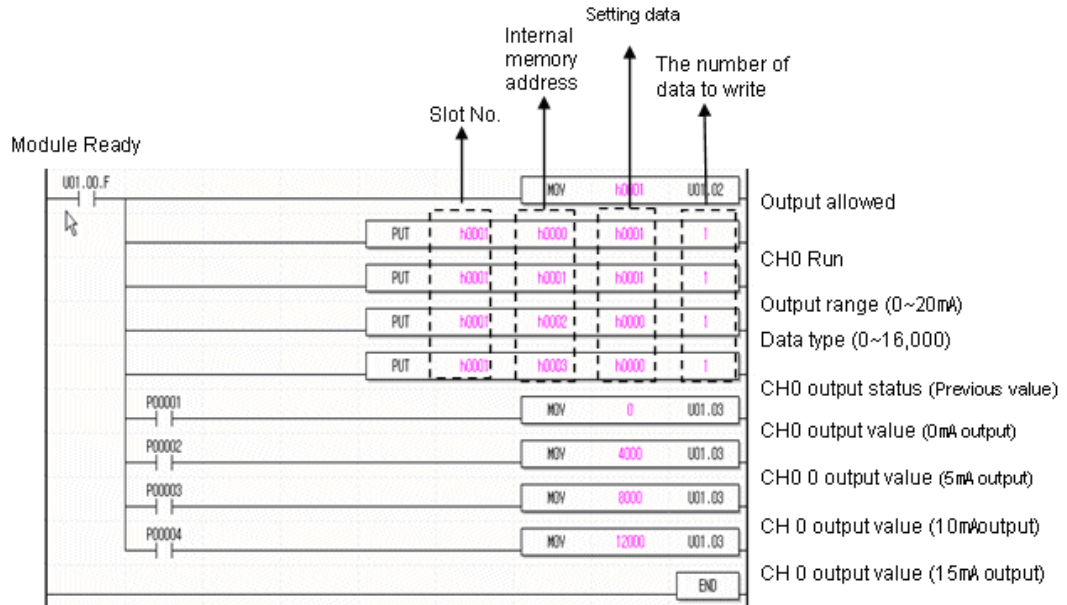 Setting data
Internal
memory
address
The number of
data to write
Slot No.
Module Ready
U01.00.F
MOV h0001 U01.02
Output allowed
PUT h0001 h0000 h0001 1
CH0 Run
PUT h0001 h0001 h0001 1
Output range (0~20mA)
PUT h0001 h0002 h0000 1
Data type (0~16,000)
PUT h0001 h0003 h0000 1
CH0 output status (Previous value)
P00001
MOV 0 U01.03
CH0 output value (0mA output)
P00002
MOV 4000 U01.03
CH0 0 output value (5mA output)
P00003
MOV 8000 U01.03
CH 0 output value (10mAoutput)
P00004
MOV 12000 U01.03
CH 0 output value (15mA output)
END